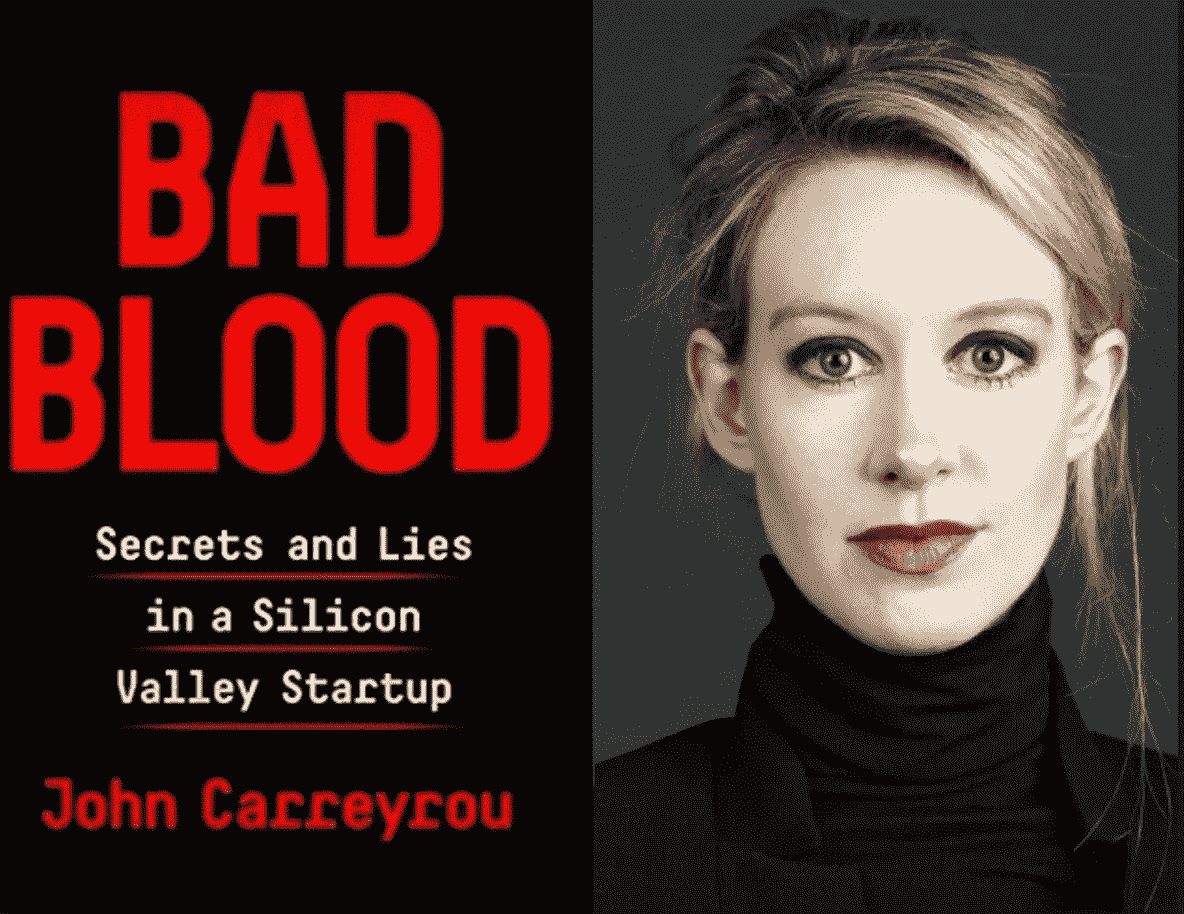 BAD
BLOOD
Secrets and Lies
in a Silicon
Valley Startup
John Carreyrou